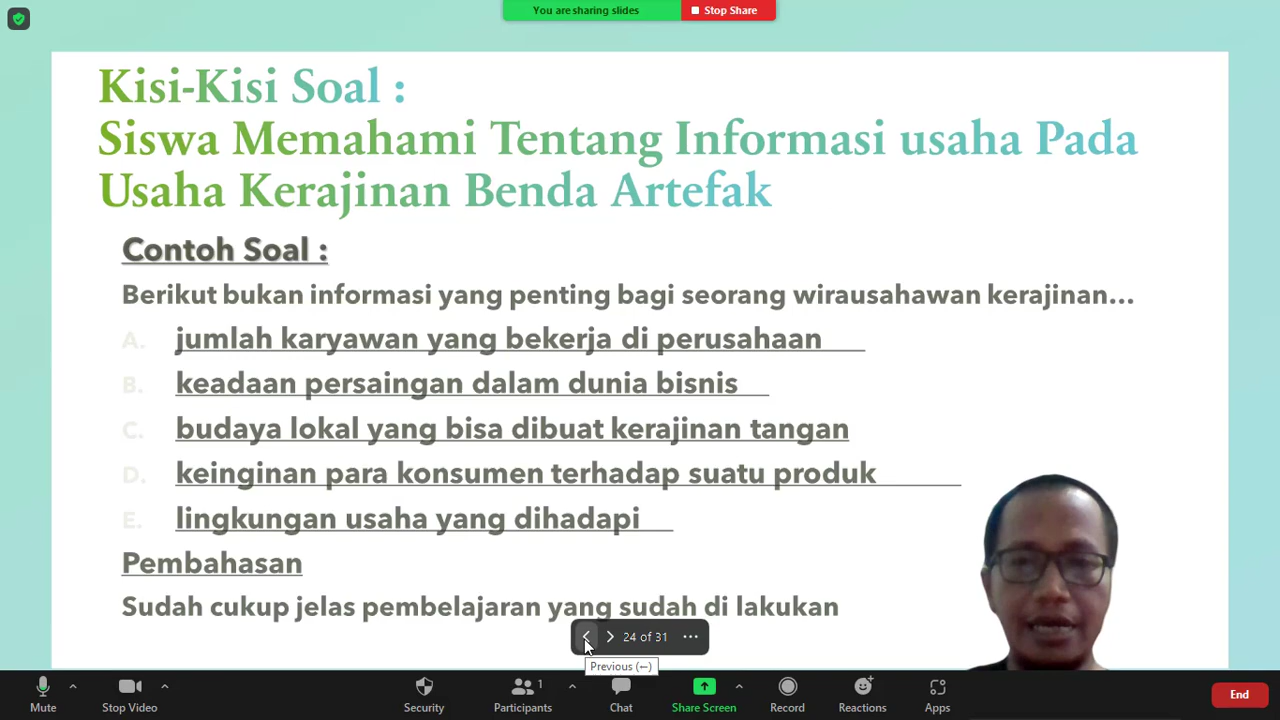 You are sharing slides
Stop Share
Kisi-Kisi Soal :
Siswa Memahami Tentang Informasi usaha Pada
Usaha Kerajinan Benda Artefak
Contoh Soal :
Berikut bukan informasi yang penting bagi seorang wirausahawan kerajinan...
A. jumlah karyawan yang bekerja di perusahaan
B. keadaan persaingan dalam dunia bisnis
C. budaya lokal yang bisa dibuat kerajinan tangan
D. keinginan para konsumen terhadap suatu produk
E. lingkungan usaha yang dihadapi
Pembahasan
Sudah cukup jelas pembelajaran yang sudah di lakukan
24 of 31
Previous (←)
Mute
Stop Video
Security
Participants 1
Chat
Share Screen
Record
Reactions
Apps
End